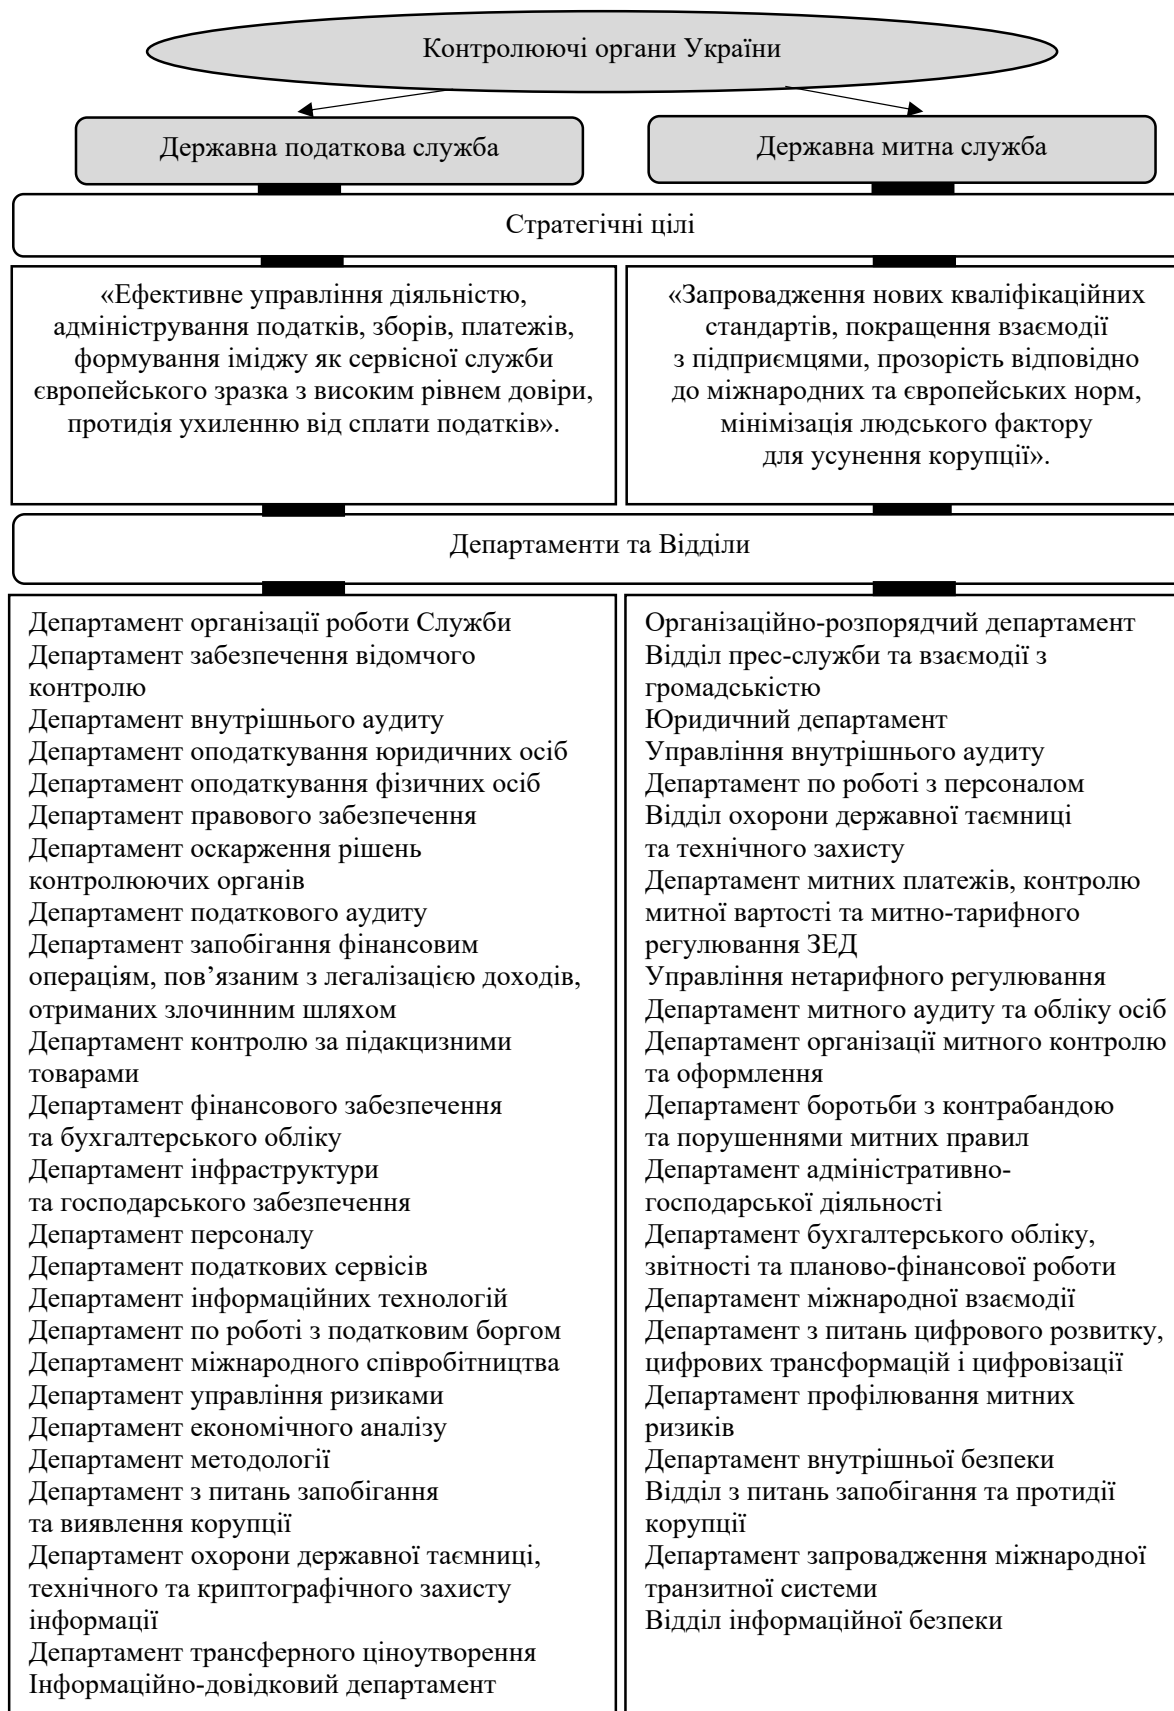 Контролюючі органи України
Державна податкова служба
Державна митна служба
Стратегічні цілі
«Ефективне управління діяльністю,
адміністрування податків, зборів, платежів,
формування іміджу як сервісної служби
європейського зразка з високим рівнем довіри,
протидія ухиленню від сплати податків».
«Запровадження нових кваліфікаційних
стандартів, покращення взаємодії
з підприємцями, прозорість відповідно
до міжнародних та європейських норм,
мінімізація людського фактору
для усунення корупції».
Департаменти та Відділи
Департамент організації роботи Служби
Департамент забезпечення відомчого
контролю
Департамент внутрішнього аудиту
Департамент оподаткування юридичних осіб
Департамент оподаткування фізичних осіб
Департамент правового забезпечення
Департамент оскарження рішень
контролюючих органів
Департамент податкового аудиту
Департамент запобігання фінансовим
операціям, пов’язаним з легалізацією доходів,
отриманих злочинним шляхом
Департамент контролю за підакцизними
товарами
Департамент фінансового забезпечення
та бухгалтерського обліку
Департамент інфраструктури
та господарського забезпечення
Департамент персоналу
Департамент податкових сервісів
Департамент інформаційних технологій
Департамент по роботі з податковим боргом
Департамент міжнародного співробітництва
Департамент управління ризиками
Департамент економічного аналізу
Департамент методології
Департамент з питань запобігання
та виявлення корупції
Департамент охорони державної таємниці,
технічного та криптографічного захисту
інформації
Департамент трансферного ціноутворення
Інформаційно-довідковий департамент
Організаційно-розпорядчий департамент
Відділ прес-служби та взаємодії з
громадськістю
Юридичний департамент
Управління внутрішнього аудиту
Департамент по роботі з персоналом
Відділ охорони державної таємниці
та технічного захисту
Департамент митних платежів, контролю
митної вартості та митно-тарифного
регулювання ЗЕД
Управління нетарифного регулювання
Департамент митного аудиту та обліку осіб
Департамент організації митного контролю
та оформлення
Департамент боротьби з контрабандою
та порушеннями митних правил
Департамент адміністративно-
господарської діяльності
Департамент бухгалтерського обліку,
звітності та планово-фінансової роботи
Департамент міжнародної взаємодії
Департамент з питань цифрового розвитку,
цифрових трансформацій і цифровізації
Департамент профілювання митних
ризиків
Департамент внутрішньої безпеки
Відділ з питань запобігання та протидії
корупції
Департамент запровадження міжнародної
транзитної системи
Відділ інформаційної безпеки